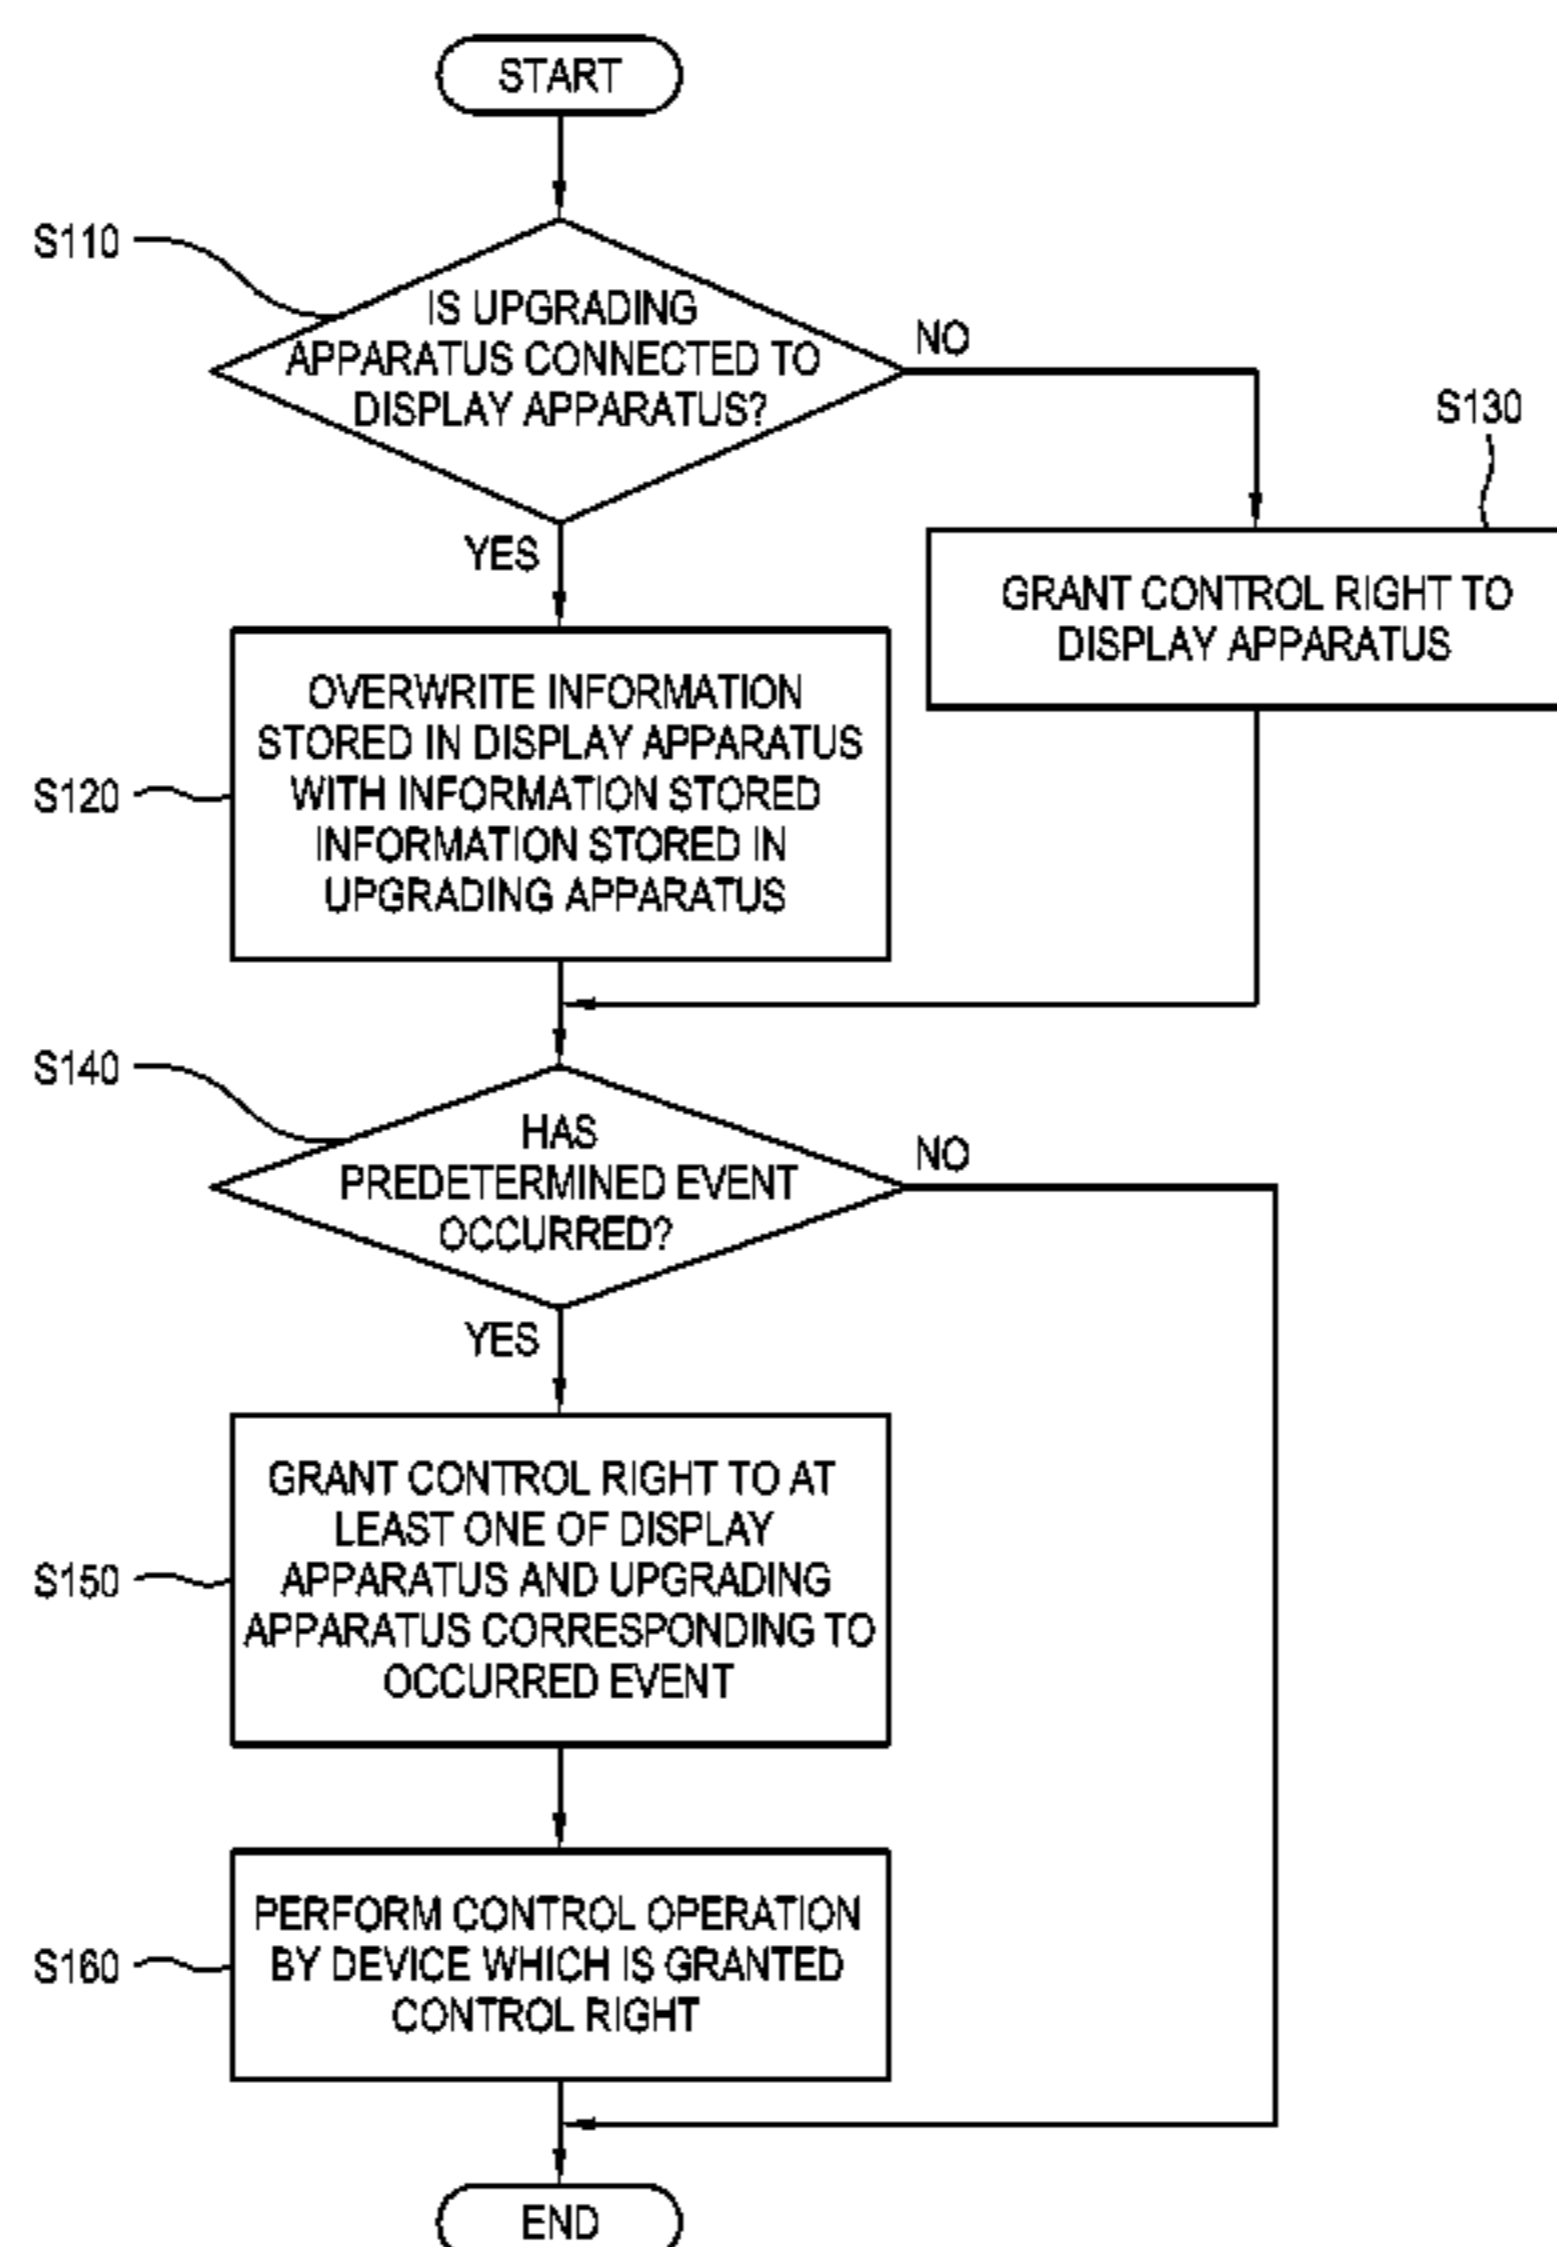 START
S110
IS UPGRADING
APPARATUS CONNECTED TO
DISPLAY APPARATUS?
NO
YES
S130
GRANT CONTROL RIGHT TO
DISPLAY APPARATUS
S120
OVERWRITE INFORMATION
STORED IN DISPLAY APPARATUS
WITH INFORMATION STORED
INFORMATION STORED IN
UPGRADING APPARATUS
S140
HAS
PREDETERMINED EVENT
OCCURRED?
NO
YES
S150
GRANT CONTROL RIGHT TO AT
LEAST ONE OF DISPLAY
APPARATUS AND UPGRADING
APPARATUS CORRESPONDING TO
OCCURRED EVENT
S160
PERFORM CONTROL OPERATION
BY DEVICE WHICH IS GRANTED
CONTROL RIGHT
END